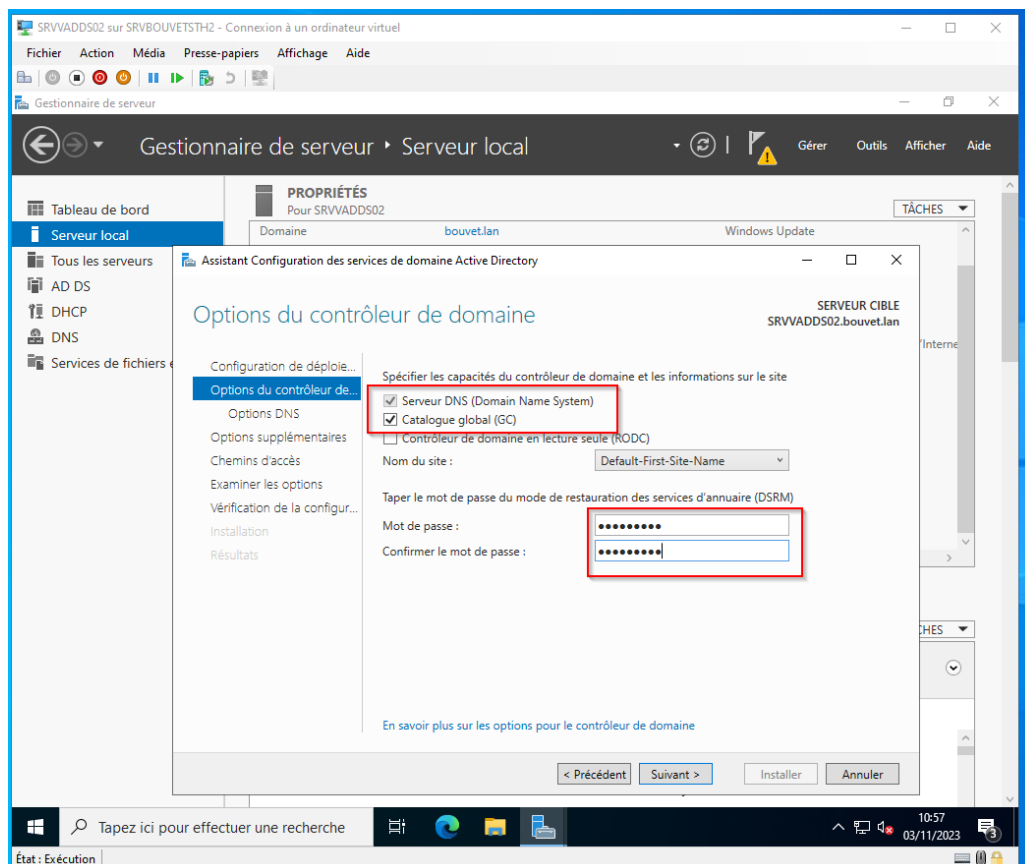 SRVVADDS02 sur SRVBOUVETSTH2 - Connexion à un ordinateur virtuel
Fichier Action Média Presse-papiers Affichage Aide
Gestionnaire de serveur
Gestionnaire de serveur ‣ Serveur local
Gérer Outils Afficher Aide
Tableau de bord
Serveur local
Tous les serveurs
AD DS
DHCP
DNS
Services de fichiers e
PROPRIÉTÉS
Pour SRVVADDS02
TÂCHES
Domaine bouvet.lan Windows Update
'Interne
Assistant Configuration des services de domaine Active Directory
Options du contrôleur de domaine
SERVEUR CIBLE
SRVVADDS02.bouvet.lan
Configuration de déploie...
Options du contrôleur de...
Options DNS
Options supplémentaires
Chemins d'accès
Examiner les options
Vérification de la configur...
Installation
Résultats
Spécifier les capacités du contrôleur de domaine et les informations sur le site
Serveur DNS (Domain Name System)
Catalogue global (GC)
Contrôleur de domaine en lecture seule (RODC)
Nom du site : Default-First-Site-Name
Taper le mot de passe du mode de restauration des services d'annuaire (DSRM)
Mot de passe : •••••••••
Confirmer le mot de passe : •••••••••
En savoir plus sur les options pour le contrôleur de domaine
CHES
< Précédent Suivant > Installer Annuler
Tapez ici pour effectuer une recherche
10:57
03/11/2023
3
État : Exécution